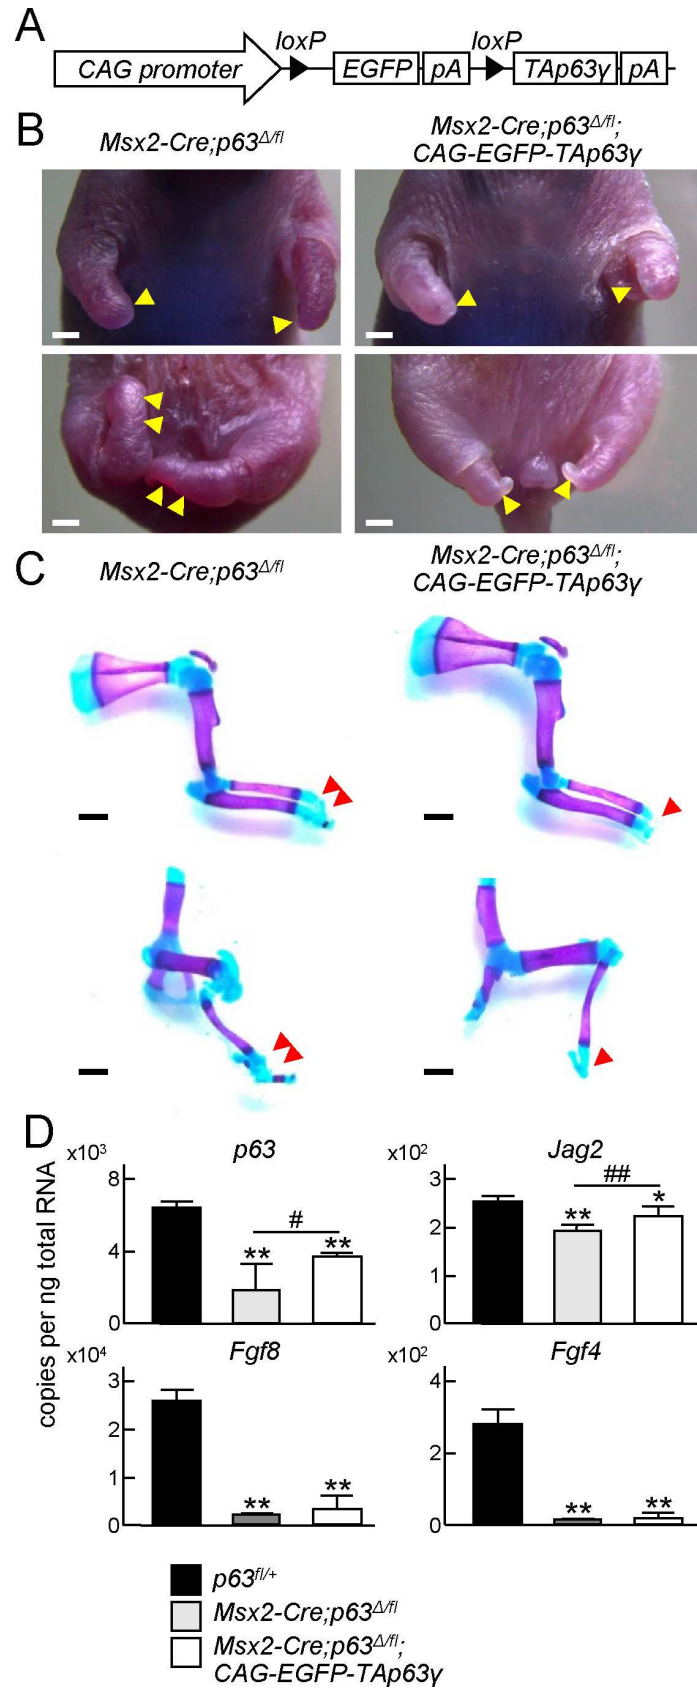 A
CAG promoter
loxP
EGFP
pA
loxP
TAp63γ
pA
B
Msx2-Cre;p63Δ/fl
Msx2-Cre;p63Δ/fl;
CAG-EGFP-TAp63γ
C
Msx2-Cre;p63Δ/fl
Msx2-Cre;p63Δ/fl;
CAG-EGFP-TAp63γ
D
copies per ng total RNA
p63
x10³
8
4
0
#
**
**
Jag2
x10²
3
2
1
0
##
**
*
Fgf8
x10⁴
3
2
1
0
**
**
Fgf4
x10²
4
2
0
**
**
p63fl/+
Msx2-Cre;p63Δ/fl
Msx2-Cre;p63Δ/fl;
CAG-EGFP-TAp63γ